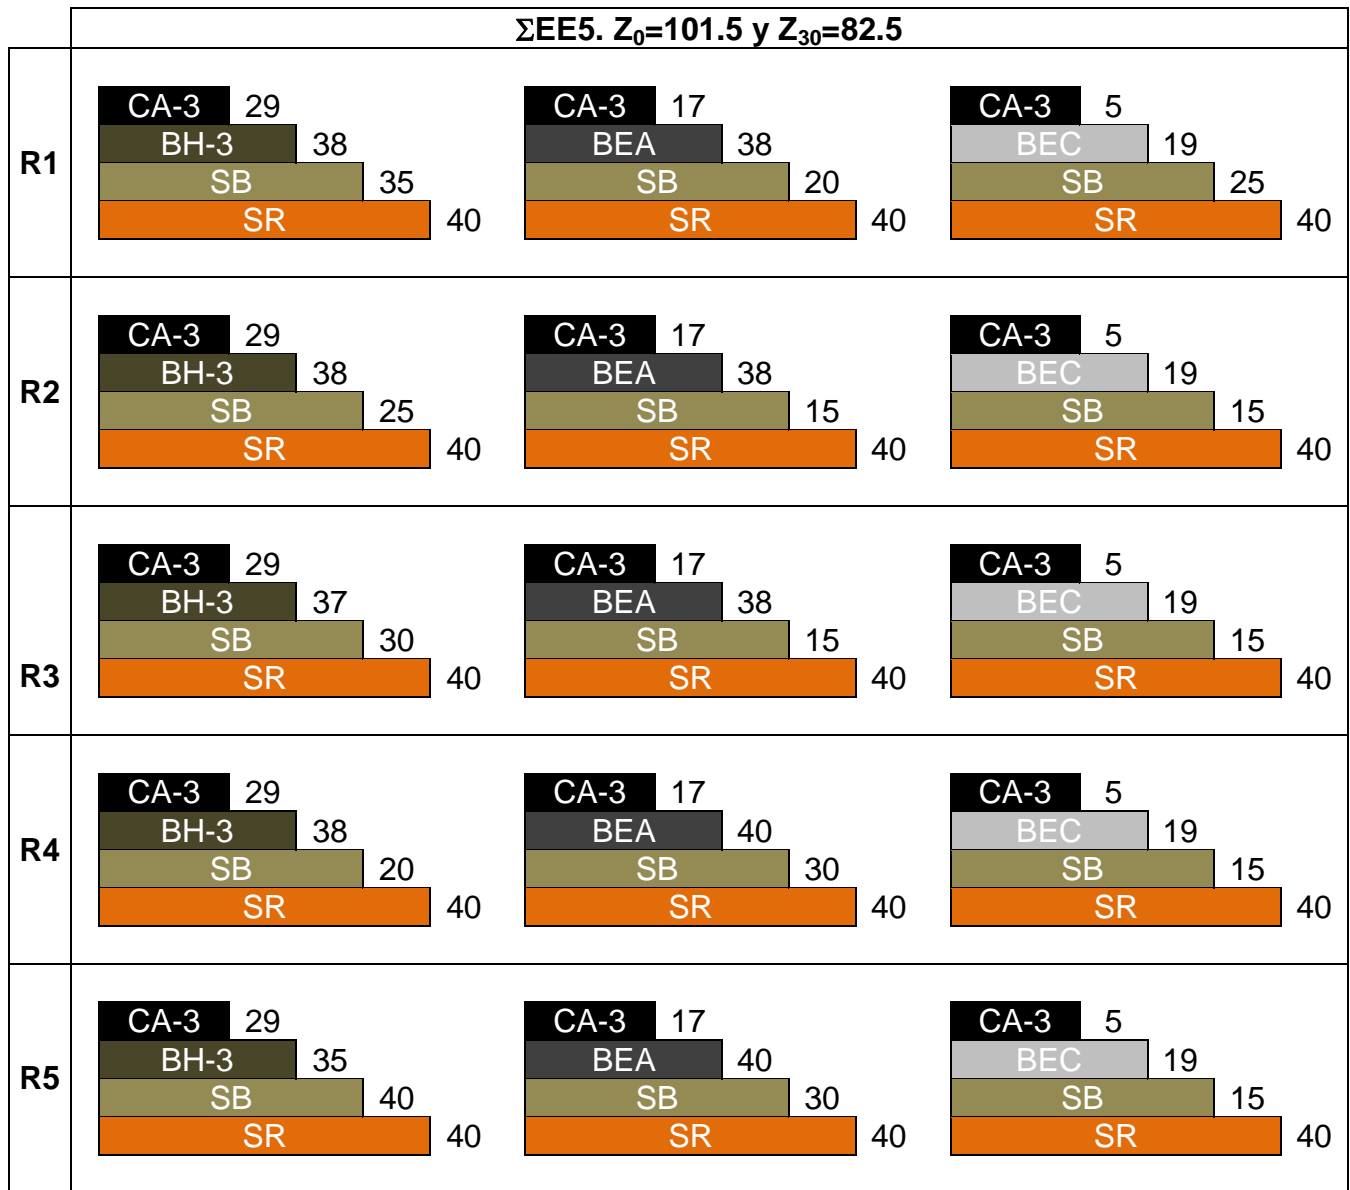 ΣEE5. Z0=101.5 y Z30=82.5
R1
CA-3 29 CA-3 17 CA-3 5
BH-3 38 BEA 38 BEC 19
SB 35 SB 20 SB 25
SR 40 SR 40 SR 40
R2
CA-3 29 CA-3 17 CA-3 5
BH-3 38 BEA 38 BEC 19
SB 25 SB 15 SB 15
SR 40 SR 40 SR 40
R3
CA-3 29 CA-3 17 CA-3 5
BH-3 37 BEA 38 BEC 19
SB 30 SB 15 SB 15
SR 40 SR 40 SR 40
R4
CA-3 29 CA-3 17 CA-3 5
BH-3 38 BEA 40 BEC 19
SB 20 SB 30 SB 15
SR 40 SR 40 SR 40
R5
CA-3 29 CA-3 17 CA-3 5
BH-3 35 BEA 40 BEC 19
SB 40 SB 30 SB 15
SR 40 SR 40 SR 40